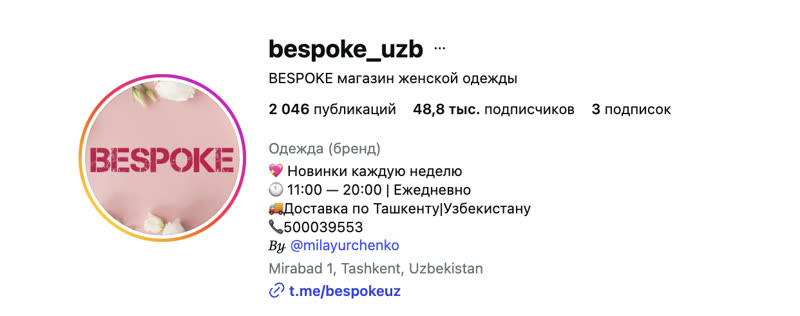 bespoke_uzb ...
BESPOKE магазин женской одежды
2 046 публикаций 48,8 тыс. подписчиков 3 подписок
BESPOKE
Одежда (бренд)
💖 Новинки каждую неделю
🕛 11:00 — 20:00 | Ежедневно
🚚Доставка по Ташкенту|Узбекистану
📞500039553
By @milayurchenko
Mirabad 1, Tashkent, Uzbekistan
t.me/bespokeuz